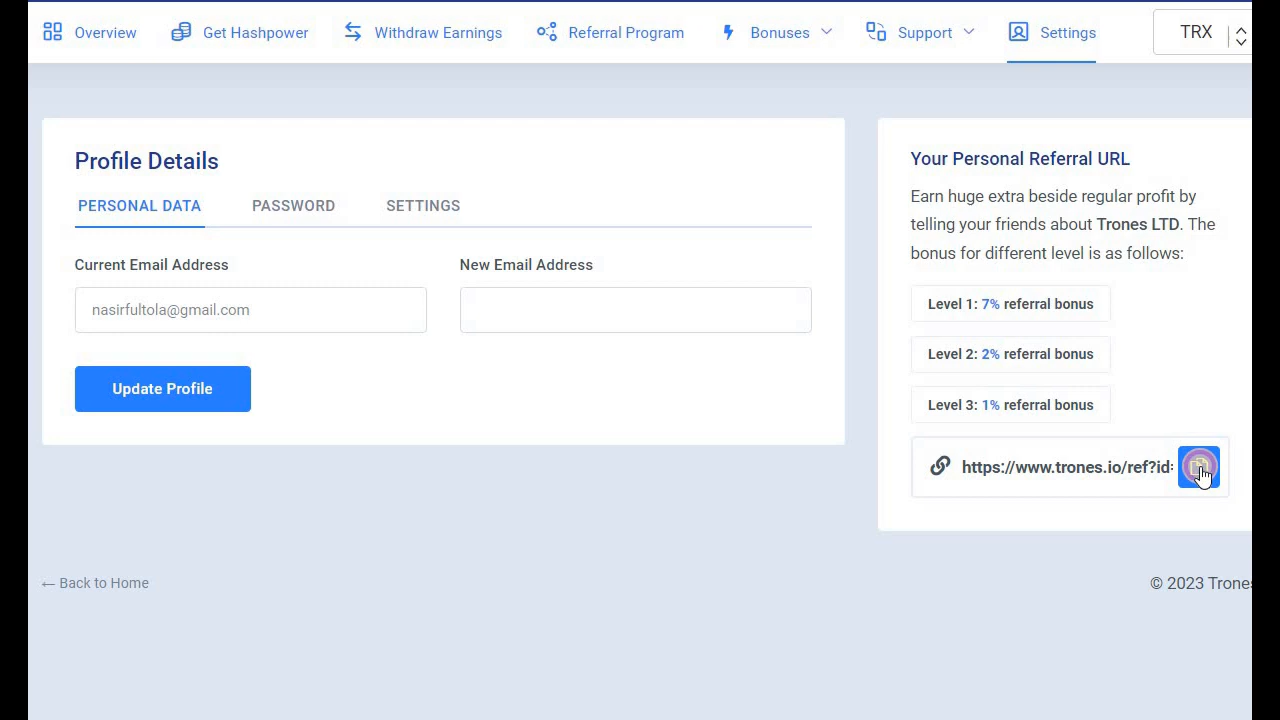 Overview
Get Hashpower
Withdraw Earnings
Referral Program
Bonuses
Support
Settings
TRX
Profile Details
PERSONAL DATA
PASSWORD
SETTINGS
Current Email Address
New Email Address
nasirfultola@gmail.com
Update Profile
Your Personal Referral URL
Earn huge extra beside regular profit by
telling your friends about Trones LTD. The
bonus for different level is as follows:
Level 1: 7% referral bonus
Level 2: 2% referral bonus
Level 3: 1% referral bonus
https://www.trones.io/ref?id=
← Back to Home
© 2023 Trones